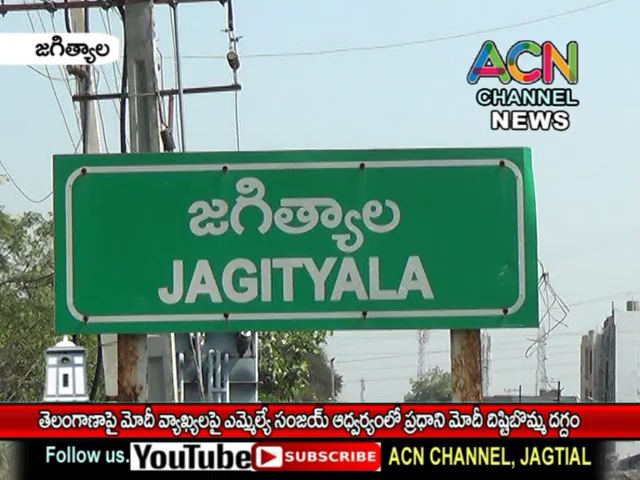 జగిత్యాల
ACN
CHANNEL
NEWS
జగిత్యాల
JAGITYALA
తెలంగాణాపై మోదీ వ్యాఖ్యలపై ఎమ్మెల్యే సంజయ్ ఆధ్వర్యంలో ప్రధాని మోదీ దిష్టిబొమ్మ దగ్దం
Follow us. YouTube SUBSCRIBE ACN CHANNEL, JAGTIAL